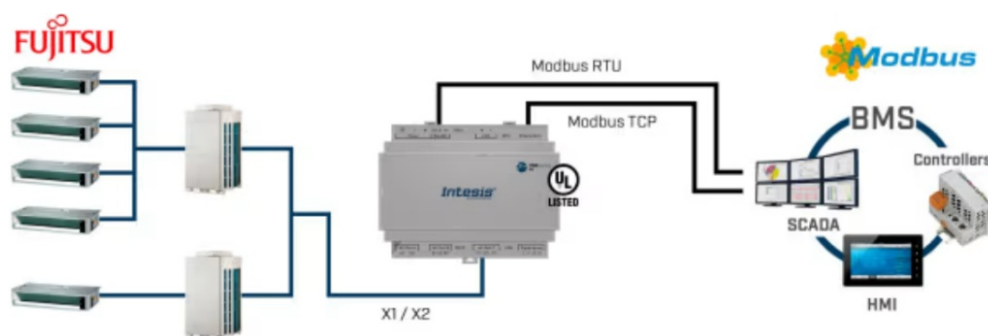 FUJITSU
Modbus RTU
Modbus
Modbus TCP
BMS
Controllers
Intesis
UL
LISTED
SCADA
HMI
X1 / X2